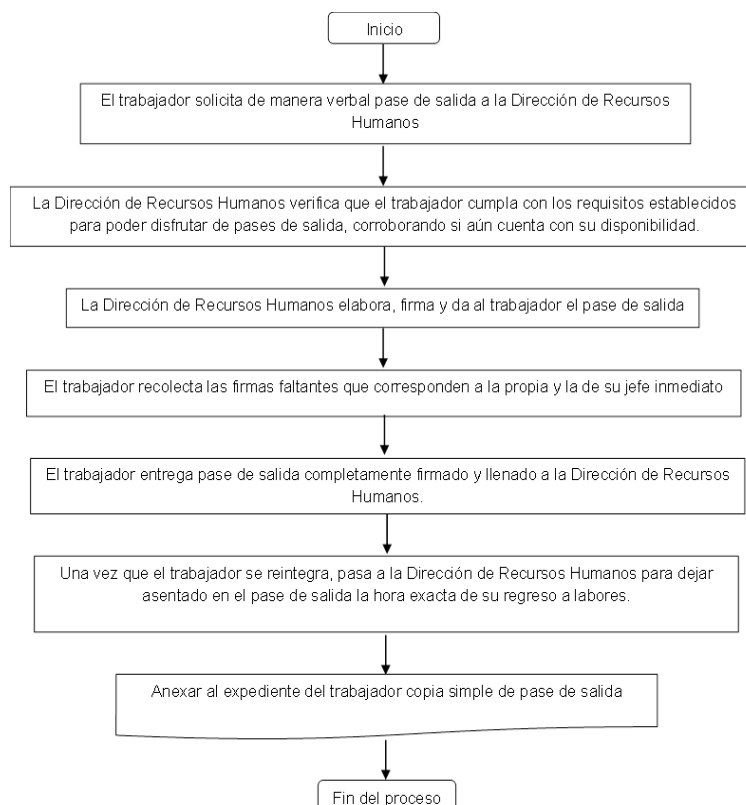 Inicio
El trabajador solicita de manera verbal pase de salida a la Dirección de Recursos
Humanos
La Dirección de Recursos Humanos verifica que el trabajador cumpla con los requisitos establecidos
para poder disfrutar de pases de salida, corroborando si aún cuenta con su disponibilidad.
La Dirección de Recursos Humanos elabora, firma y da al trabajador el pase de salida
El trabajador recolecta las firmas faltantes que corresponden a la propia y la de su jefe inmediato
El trabajador entrega pase de salida completamente firmado y llenado a la Dirección de Recursos
Humanos.
Una vez que el trabajador se reintegra, pasa a la Dirección de Recursos Humanos para dejar
asentado en el pase de salida la hora exacta de su regreso a labores.
Anexar al expediente del trabajador copia simple de pase de salida
Fin del proceso